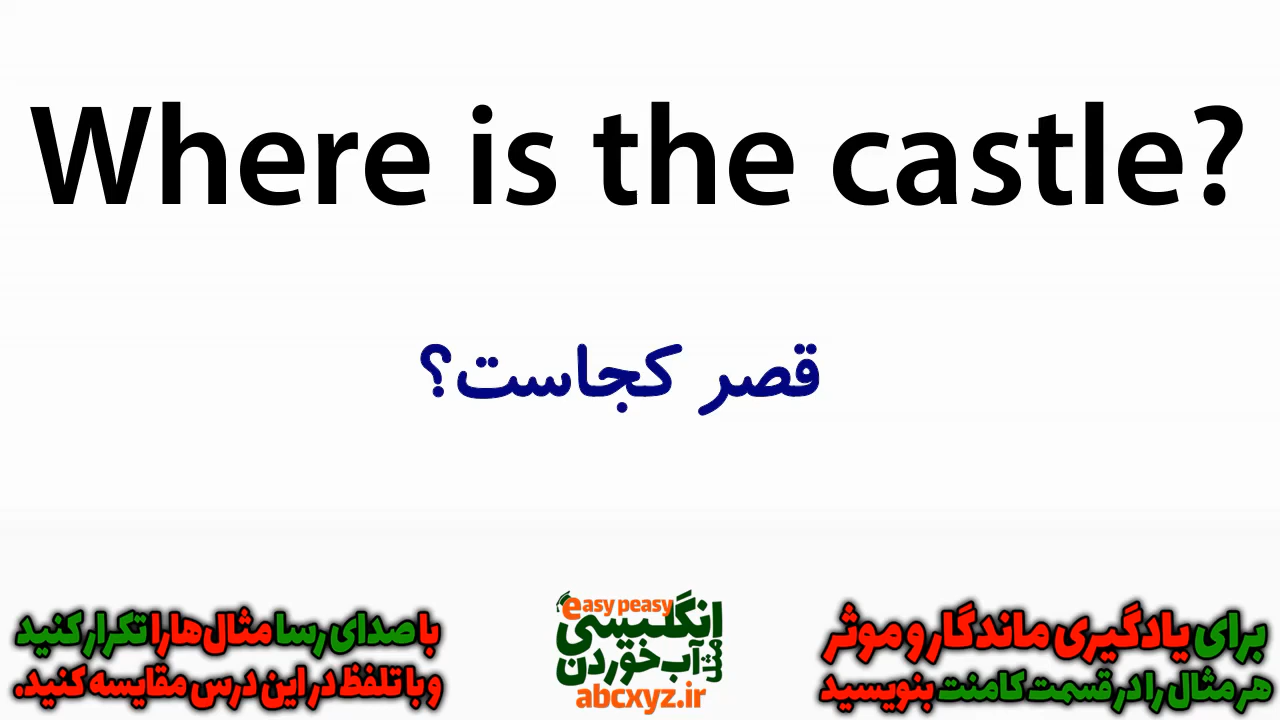 Where is the castle?
قصر کجاست؟
برای یادگیری ماندگار و موثر
هر مثال را در قسمت کامنت بنویسید
easy peasy
انگلیسی
مثل آب خوردن
abcxyz.ir
با صدای رسا مثال‌ها را تکرار کنید
و با تلفظ در این درس مقایسه کنید.